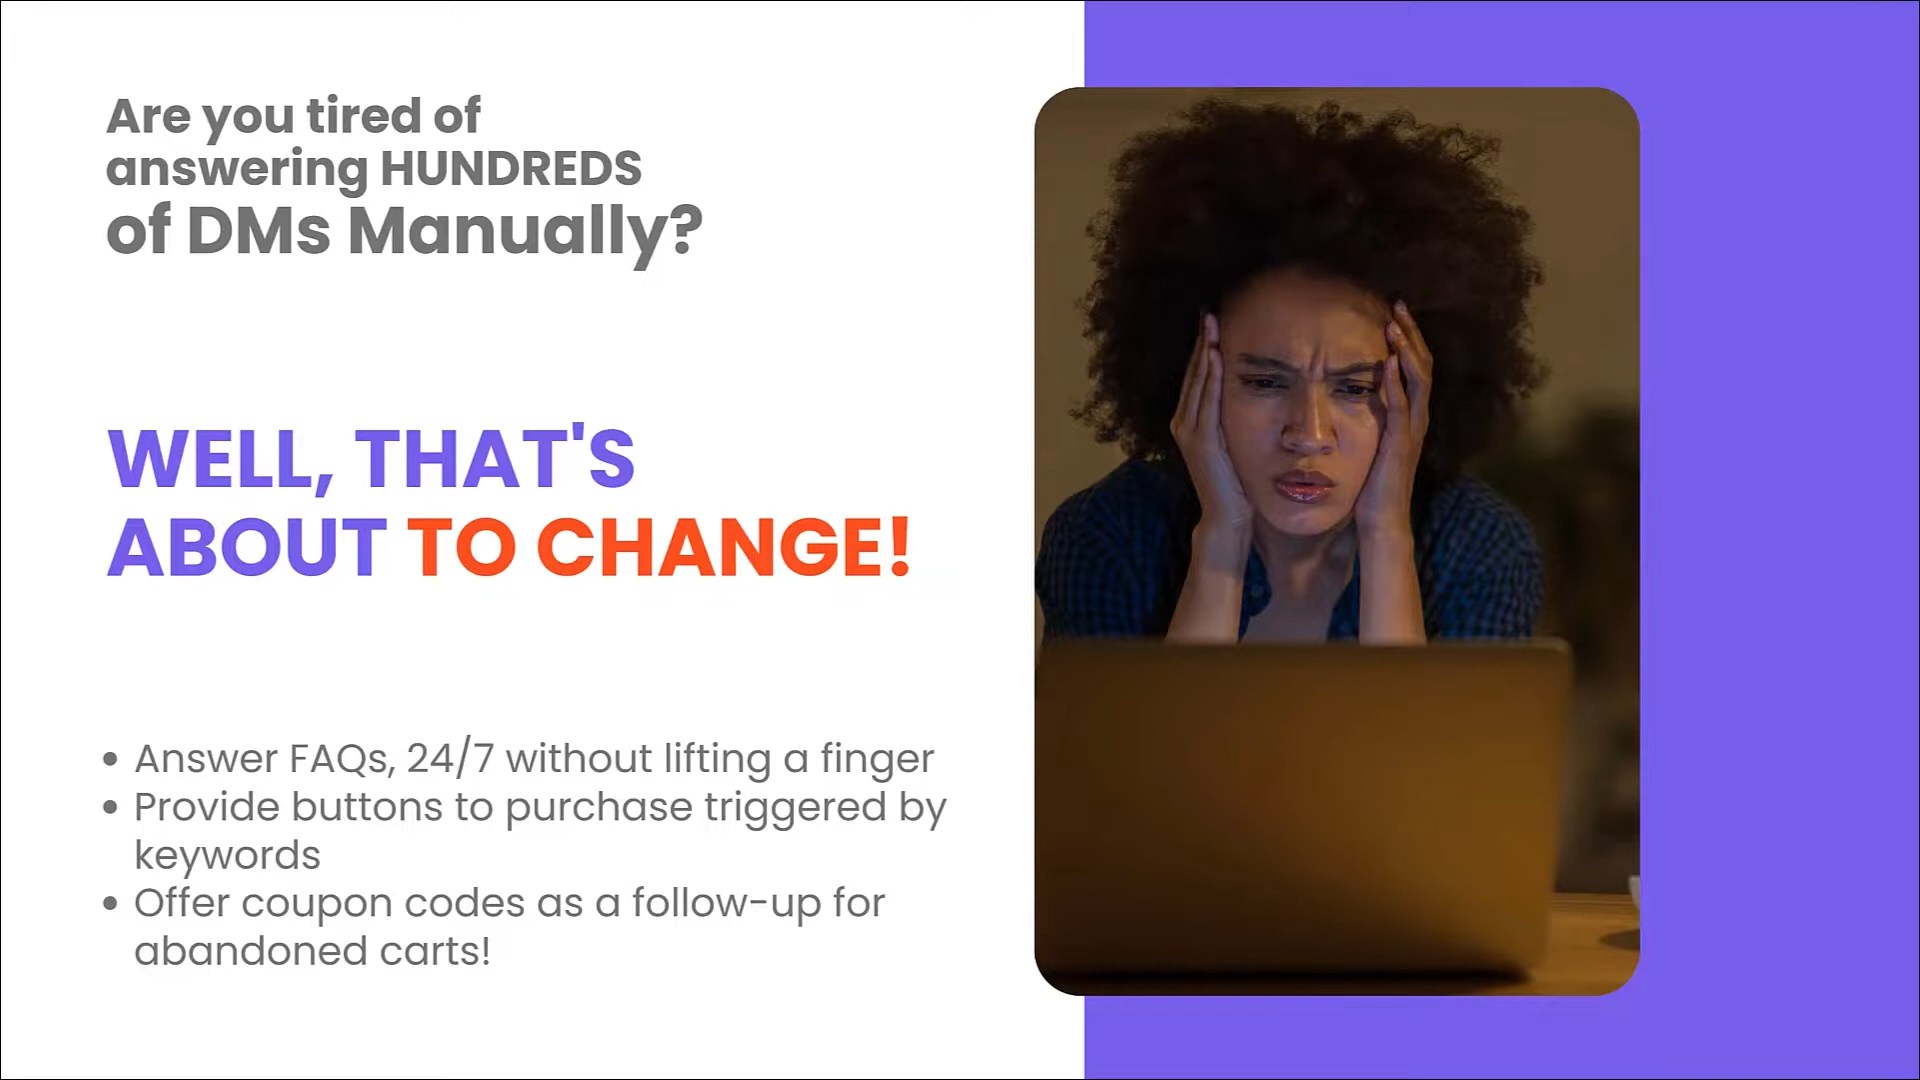 Are you tired of
answering HUNDREDS
of DMs Manually?
WELL, THAT'S
ABOUT TO CHANGE!
• Answer FAQs, 24/7 without lifting a finger
• Provide buttons to purchase triggered by
keywords
• Offer coupon codes as a follow-up for
abandoned carts!